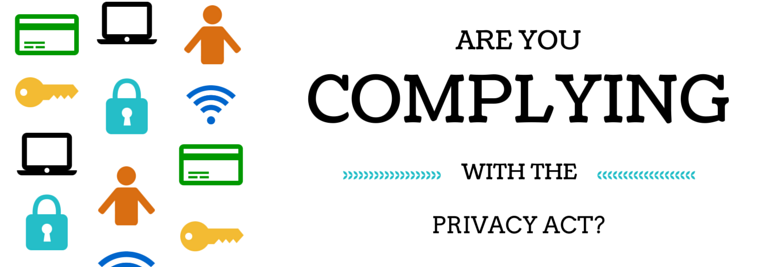 ARE YOU
COMPLYING
WITH THE
PRIVACY ACT?